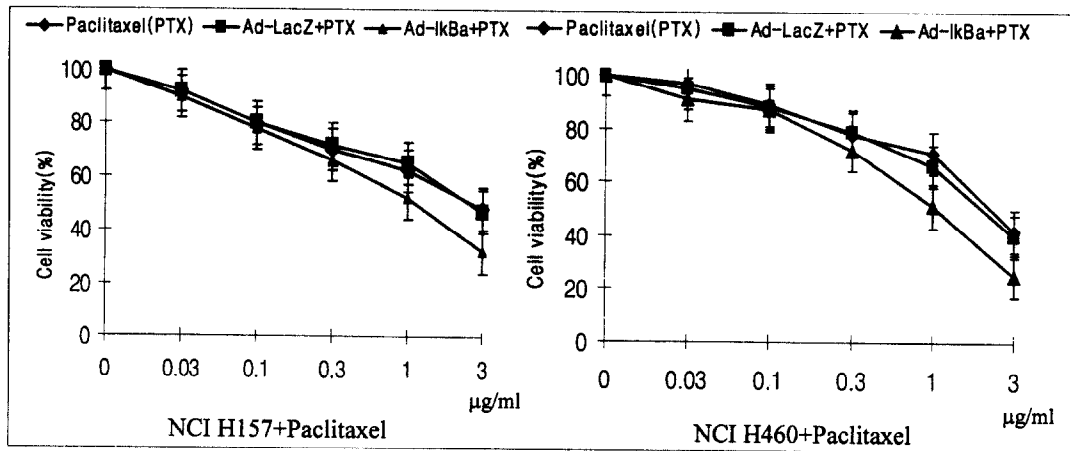 Paclitaxel(PTX) Ad-LacZ+PTX Ad-IkBa+PTX Paclitaxel(PTX) Ad-LacZ+PTX Ad-IkBa+PTX
Cell viability(%)
100
80
60
40
20
0
0 0.03 0.1 0.3 1 3
μg/ml
NCI H157+Paclitaxel
Cell viability(%)
100
80
60
40
20
0
0 0.03 0.1 0.3 1 3
μg/ml
NCI H460+Paclitaxel